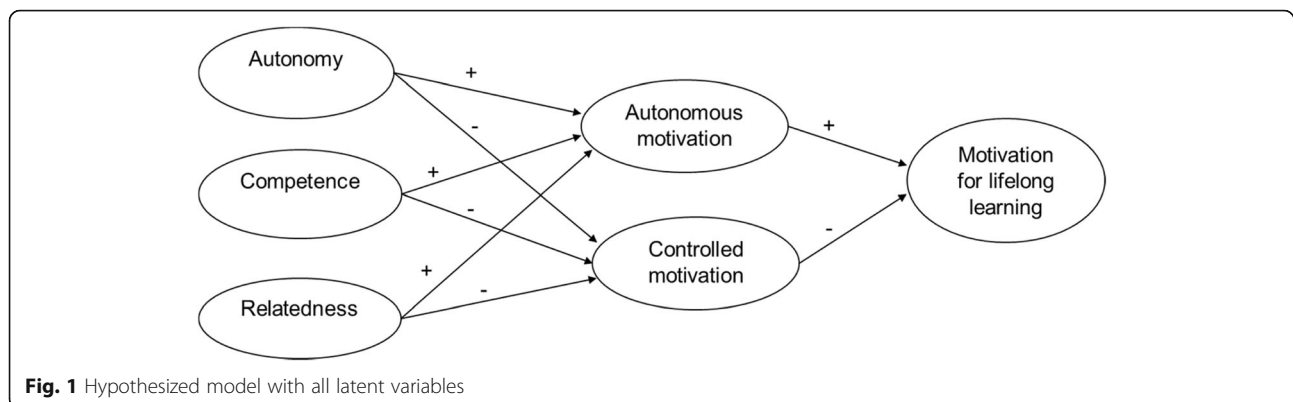 Autonomy
+
Autonomous
motivation
-
+
Motivation
for lifelong
learning
Competence
+
-
Controlled
motivation
-
Relatedness
+
-
Fig. 1 Hypothesized model with all latent variables